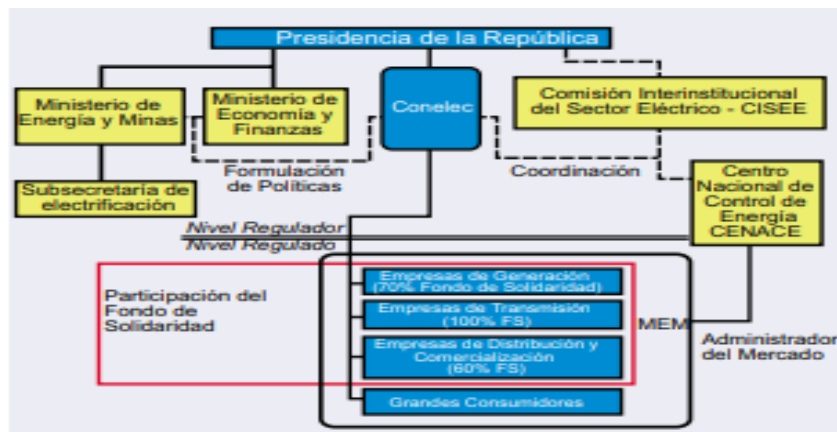 Presidencia de la República
Ministerio de
Energía y Minas
Ministerio de
Economía y
Finanzas
Conelec
Comisión Interinstitucional
del Sector Eléctrico - CISEE
Subsecretaría de
electrificación
Formulación
de Políticas
Coordinación
Centro
Nacional de
Control de
Energía
CENACE
Nivel Regulador
Nivel Regulado
Participación del
Fondo de
Solidaridad
Empresas de Generación
(70% Fondo de Solidaridad)
Empresas de Transmisión
(100% FS)
Empresas de Distribución y
Comercialización
(60% FS)
Grandes Consumidores
MEM
Administrador
del Mercado